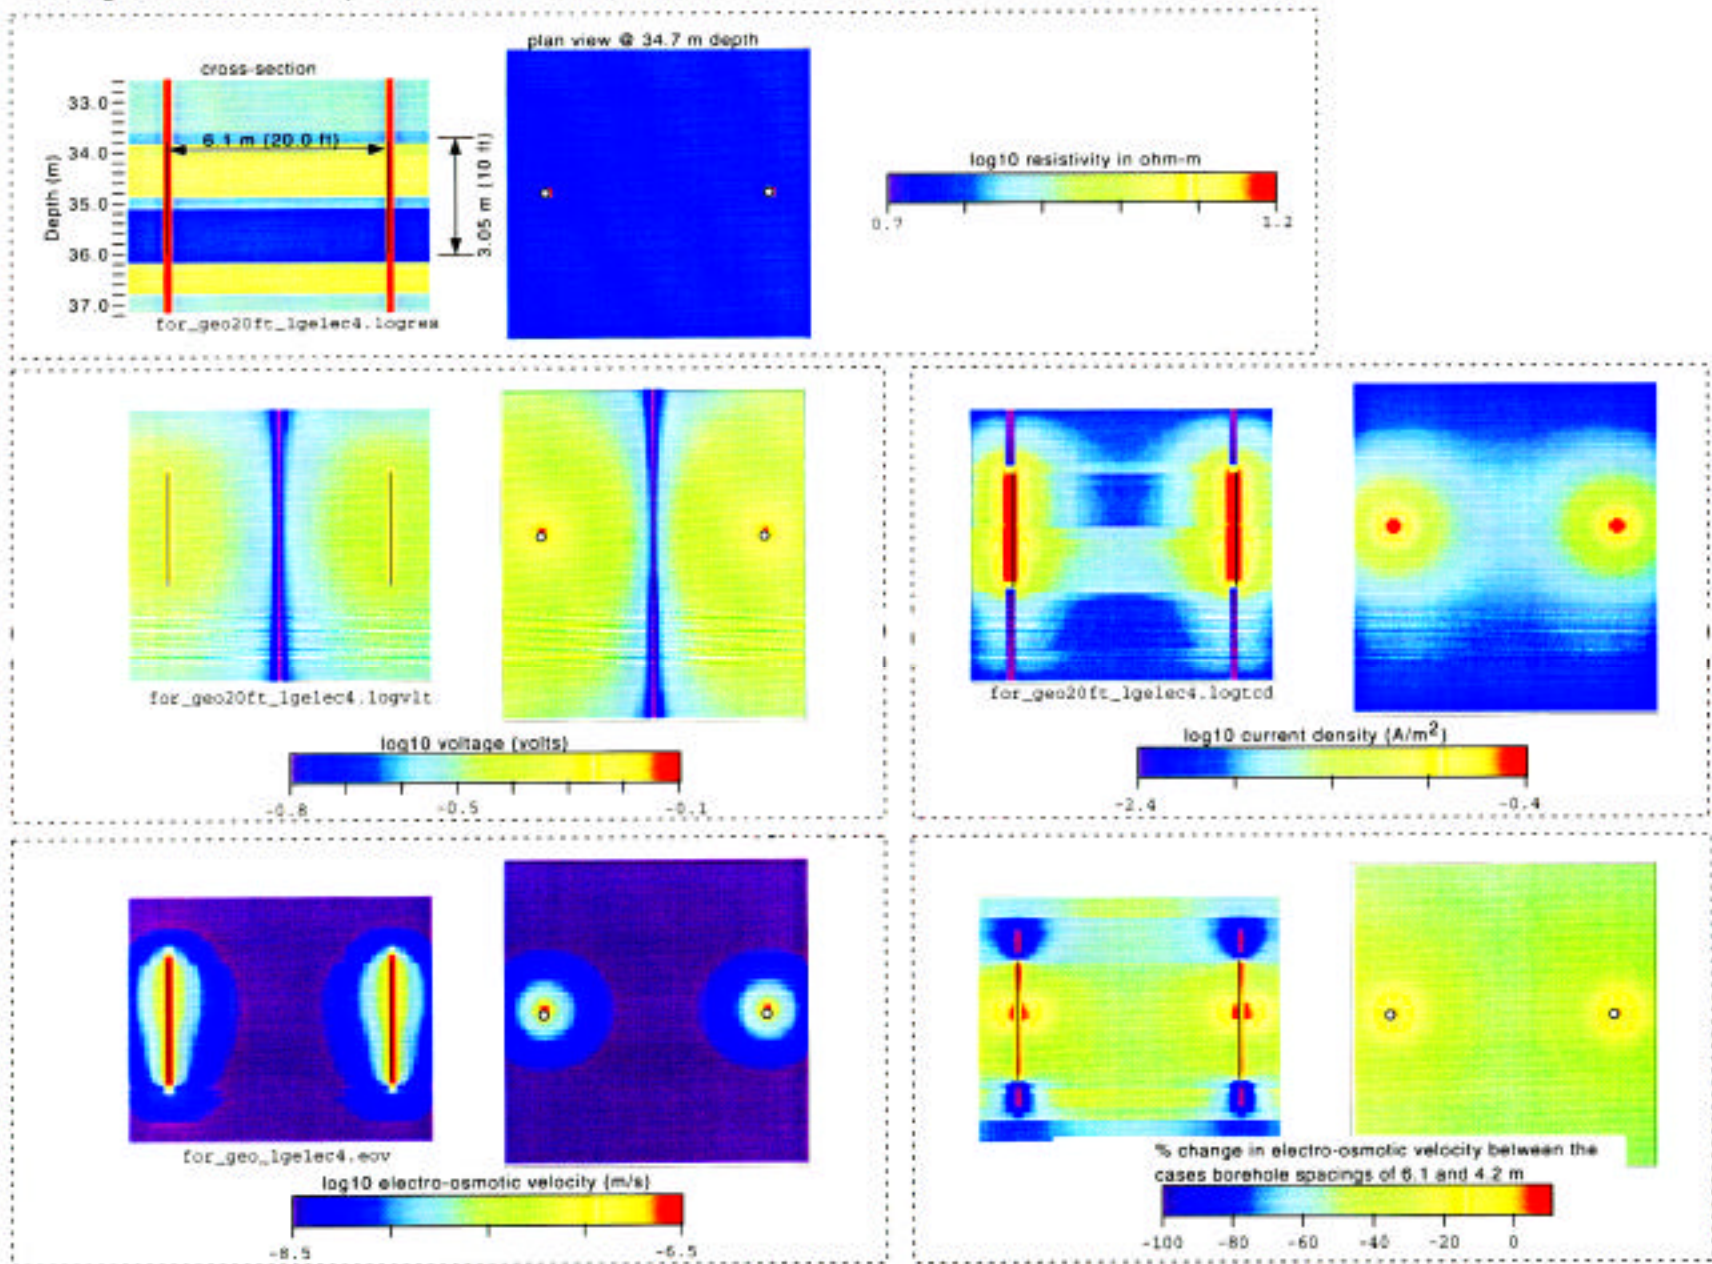 plan view @ 34.7 m depth
cross-section
33.0
34.0
35.0
36.0
37.0
Depth (m)
6.1 m (20.0 ft)
3.05 m (10 ft)
for_geo20ft_lgelec4.logres
log10 resistivity in ohm-m
0.7
1.2
for_geo20ft_lgelec4.logvlt
log10 voltage (volts)
-0.8
-0.5
-0.1
for_geo20ft_lgelec4.logtcd
log10 current density (A/m²)
-2.4
-0.4
for_geo_lgelec4.eov
log10 electro-osmotic velocity (m/s)
-8.5
-6.5
% change in electro-osmotic velocity between the
cases borehole spacings of 6.1 and 4.2 m
-100 -80 -60 -40 -20 0